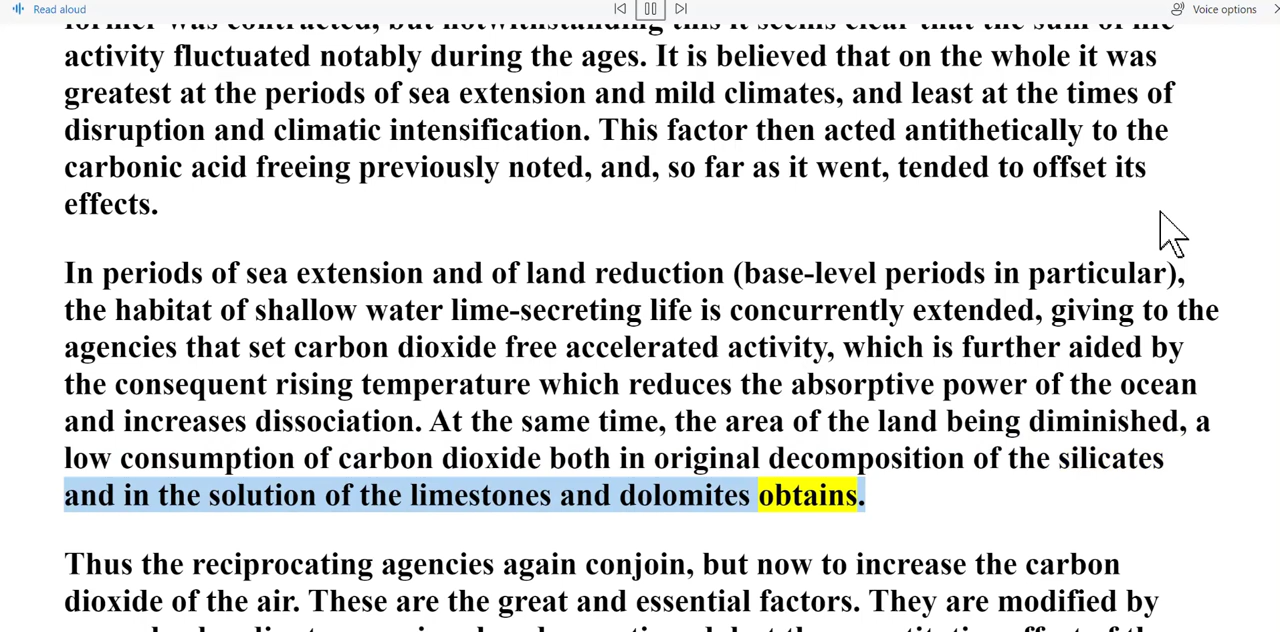 Read aloud
Voice options
activity fluctuated notably during the ages. It is believed that on the whole it was
greatest at the periods of sea extension and mild climates, and least at the times of
disruption and climatic intensification. This factor then acted antithetically to the
carbonic acid freeing previously noted, and, so far as it went, tended to offset its
effects.
In periods of sea extension and of land reduction (base-level periods in particular),
the habitat of shallow water lime-secreting life is concurrently extended, giving to the
agencies that set carbon dioxide free accelerated activity, which is further aided by
the consequent rising temperature which reduces the absorptive power of the ocean
and increases dissociation. At the same time, the area of the land being diminished, a
low consumption of carbon dioxide both in original decomposition of the silicates
and in the solution of the limestones and dolomites obtains.
Thus the reciprocating agencies again conjoin, but now to increase the carbon
dioxide of the air. These are the great and essential factors. They are modified by